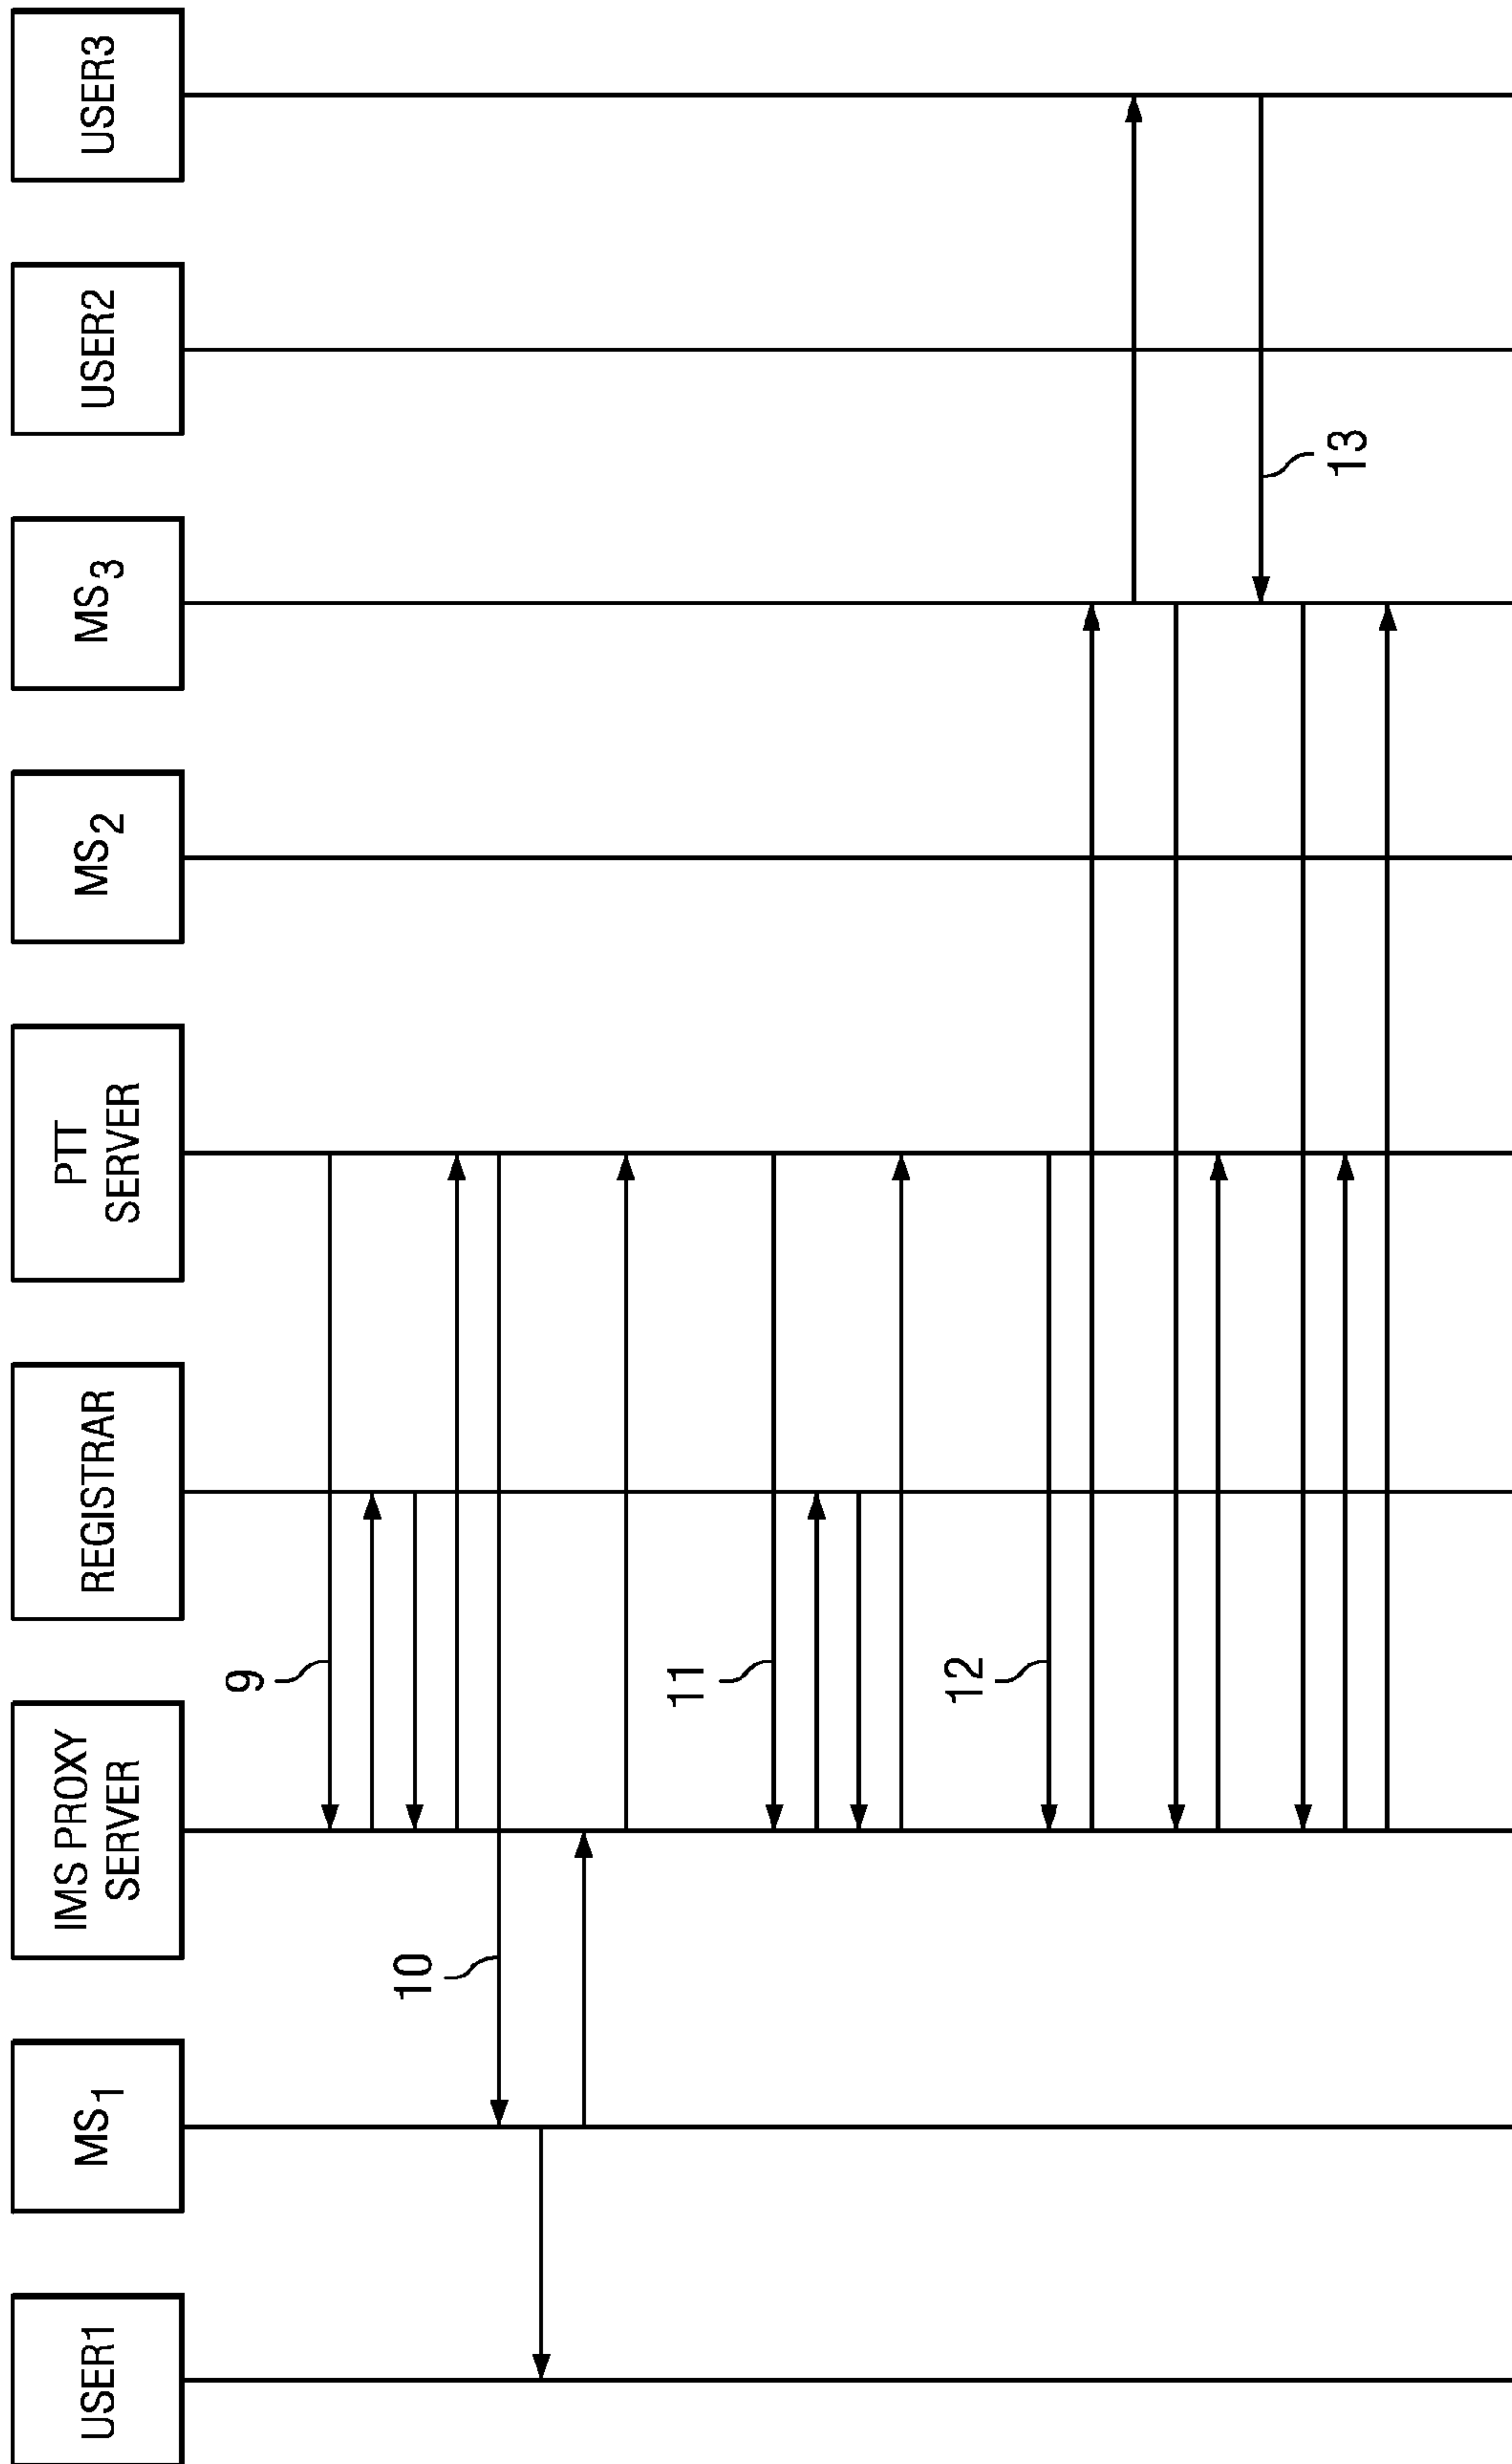 USER1
MS1
IMS PROXY
SERVER
REGISTRAR
PTT
SERVER
MS2
MS3
USER2
USER3
9
10
11
12
13